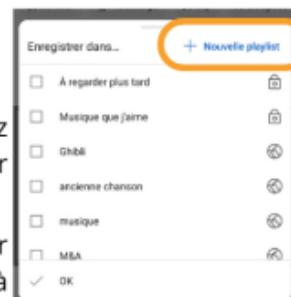 Enregistrer dans... + Nouvelle playlist
À regarder plus tard
Musique que j'aime
z
Ghibli
r
ancienne chanson
musique
r
M&A
à
OK